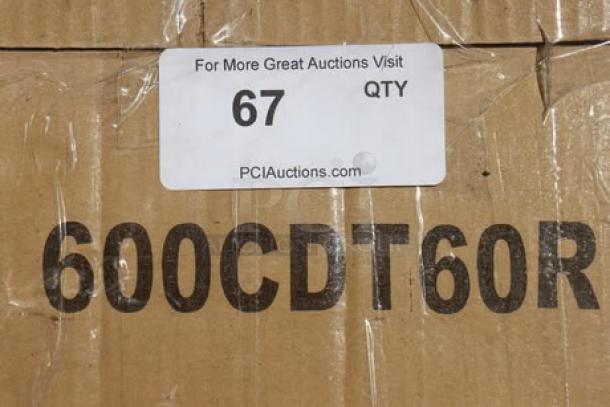 For More Great Auctions Visit
67 QTY
PCIAuctions.com
600CDT60R